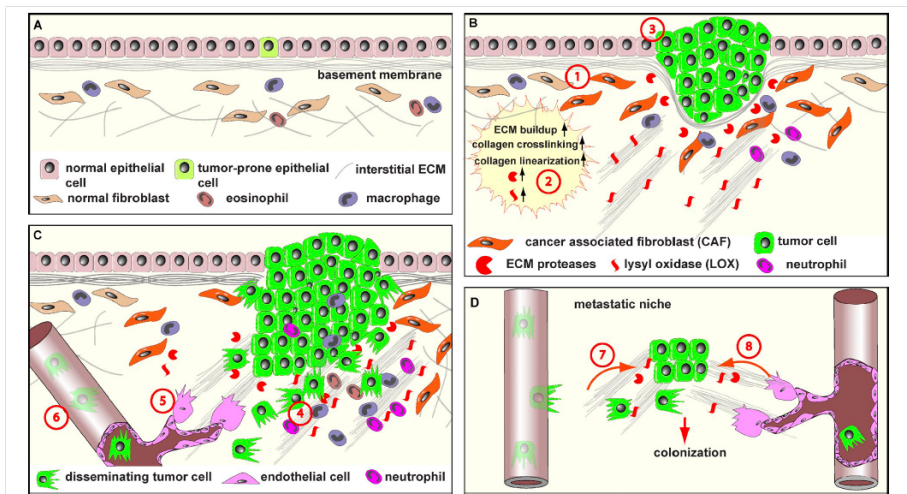 A
basement membrane
normal epithelial cell
tumor-prone epithelial cell
interstitial ECM
normal fibroblast
eosinophil
macrophage
B
3
1
ECM buildup
collagen crosslinking
collagen linearization
2
cancer associated fibroblast (CAF)
tumor cell
ECM proteases
lysyl oxidase (LOX)
neutrophil
C
6
5
4
disseminating tumor cell
endothelial cell
neutrophil
D
metastatic niche
7
8
colonization